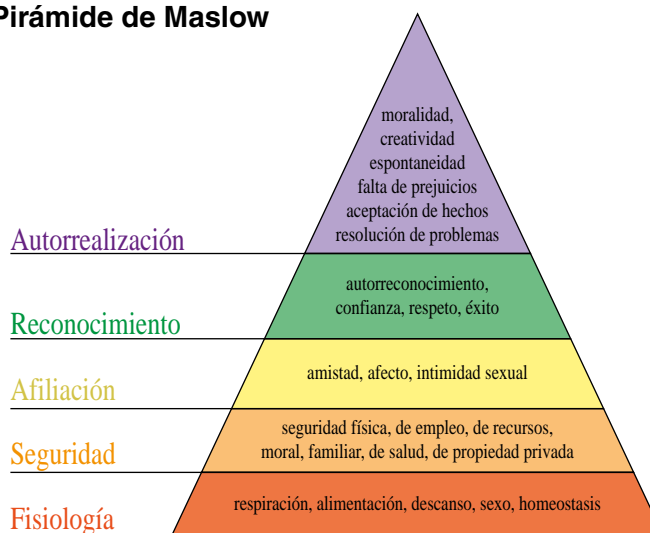 Pirámide de Maslow
moralidad,
creatividad
espontaneidad
falta de prejuicios
aceptación de hechos
resolución de problemas
Autorrealización
autorreconocimiento,
confianza, respeto, éxito
Reconocimiento
amistad, afecto, intimidad sexual
Afiliación
seguridad física, de empleo, de recursos,
moral, familiar, de salud, de propiedad privada
Seguridad
respiración, alimentación, descanso, sexo, homeostasis
Fisiología